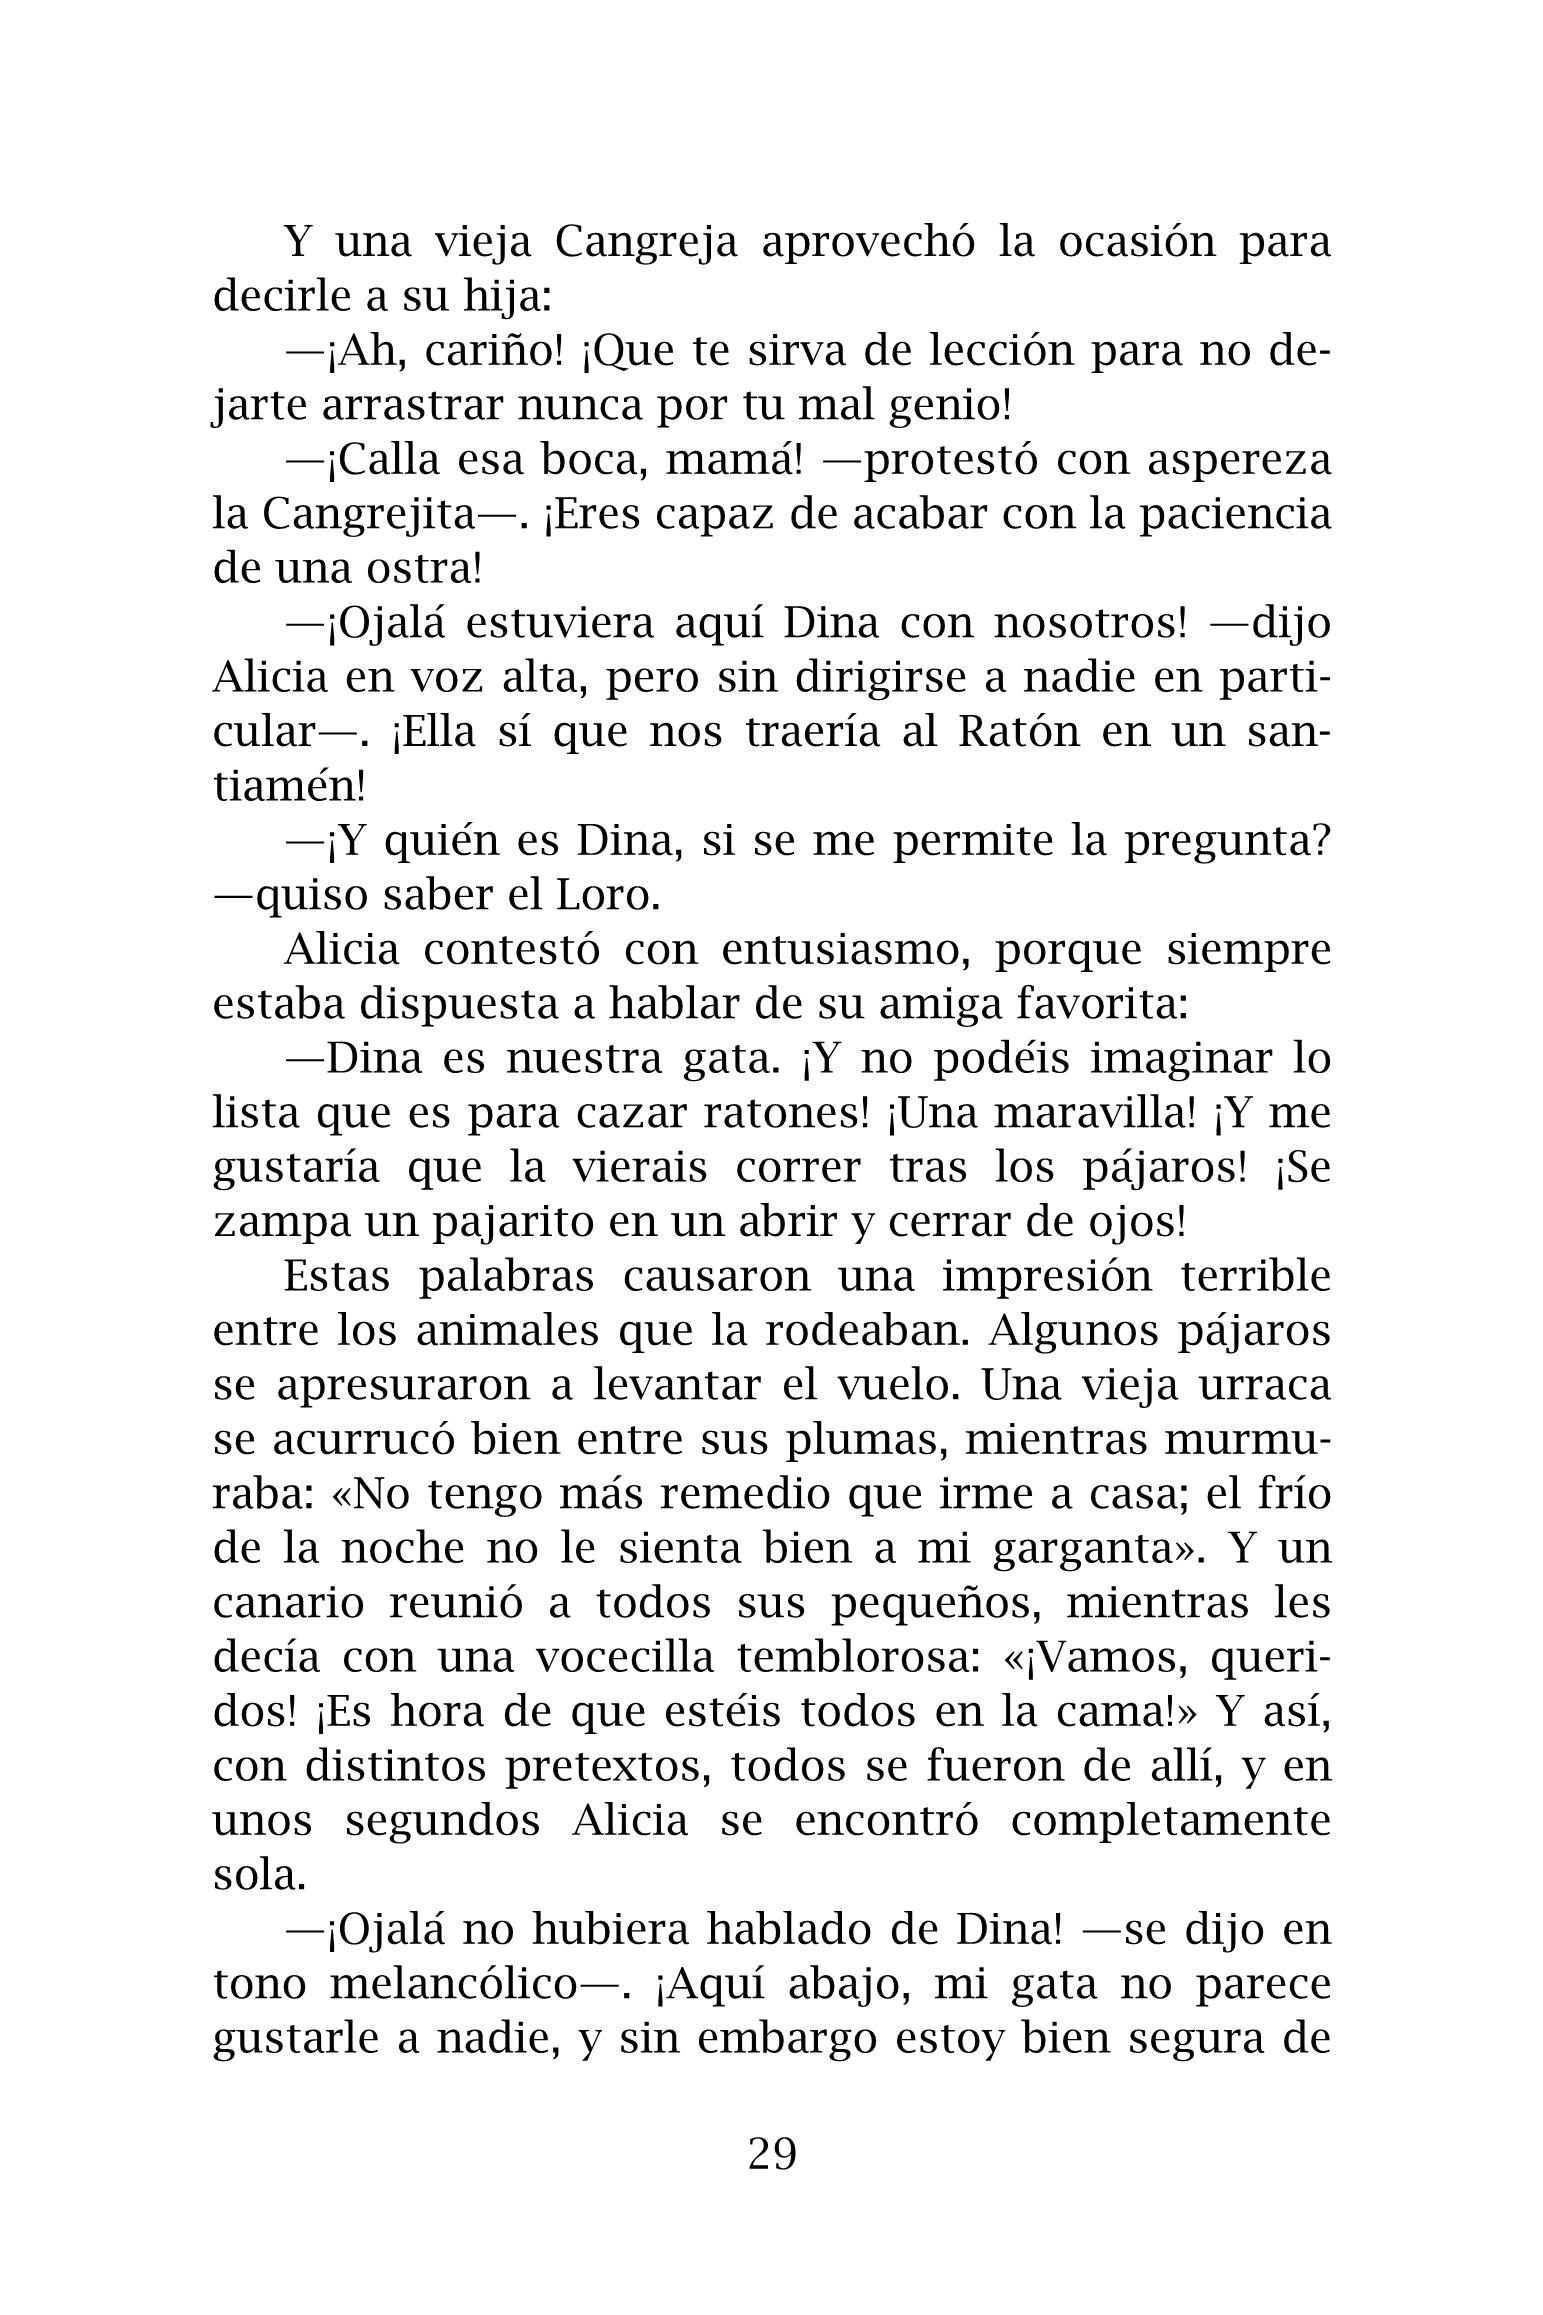 Y una vieja Cangreja aprovechó la ocasión para
decirle a su hija:
—¡Ah, cariño! ¡Que te sirva de lección para no de-
jarte arrastrar nunca por tu mal genio!
—¡Calla esa boca, mamá! —protestó con aspereza
la Cangrejita—. ¡Eres capaz de acabar con la paciencia
de una ostra!
—¡Ojalá estuviera aquí Dina con nosotros! —dijo
Alicia en voz alta, pero sin dirigirse a nadie en parti-
cular—. ¡Ella sí que nos traería al Ratón en un san-
tiamén!
—¡Y quién es Dina, si se me permite la pregunta?
—quiso saber el Loro.
Alicia contestó con entusiasmo, porque siempre
estaba dispuesta a hablar de su amiga favorita:
—Dina es nuestra gata. ¡Y no podéis imaginar lo
lista que es para cazar ratones! ¡Una maravilla! ¡Y me
gustaría que la vierais correr tras los pájaros! ¡Se
zampa un pajarito en un abrir y cerrar de ojos!
Estas palabras causaron una impresión terrible
entre los animales que la rodeaban. Algunos pájaros
se apresuraron a levantar el vuelo. Una vieja urraca
se acurrucó bien entre sus plumas, mientras murmu-
raba: «No tengo más remedio que irme a casa; el frío
de la noche no le sienta bien a mi garganta». Y un
canario reunió a todos sus pequeños, mientras les
decía con una vocecilla temblorosa: «¡Vamos, queri-
dos! ¡Es hora de que estéis todos en la cama!» Y así,
con distintos pretextos, todos se fueron de allí, y en
unos segundos Alicia se encontró completamente
sola.
—¡Ojalá no hubiera hablado de Dina! —se dijo en
tono melancólico—. ¡Aquí abajo, mi gata no parece
gustarle a nadie, y sin embargo estoy bien segura de
29